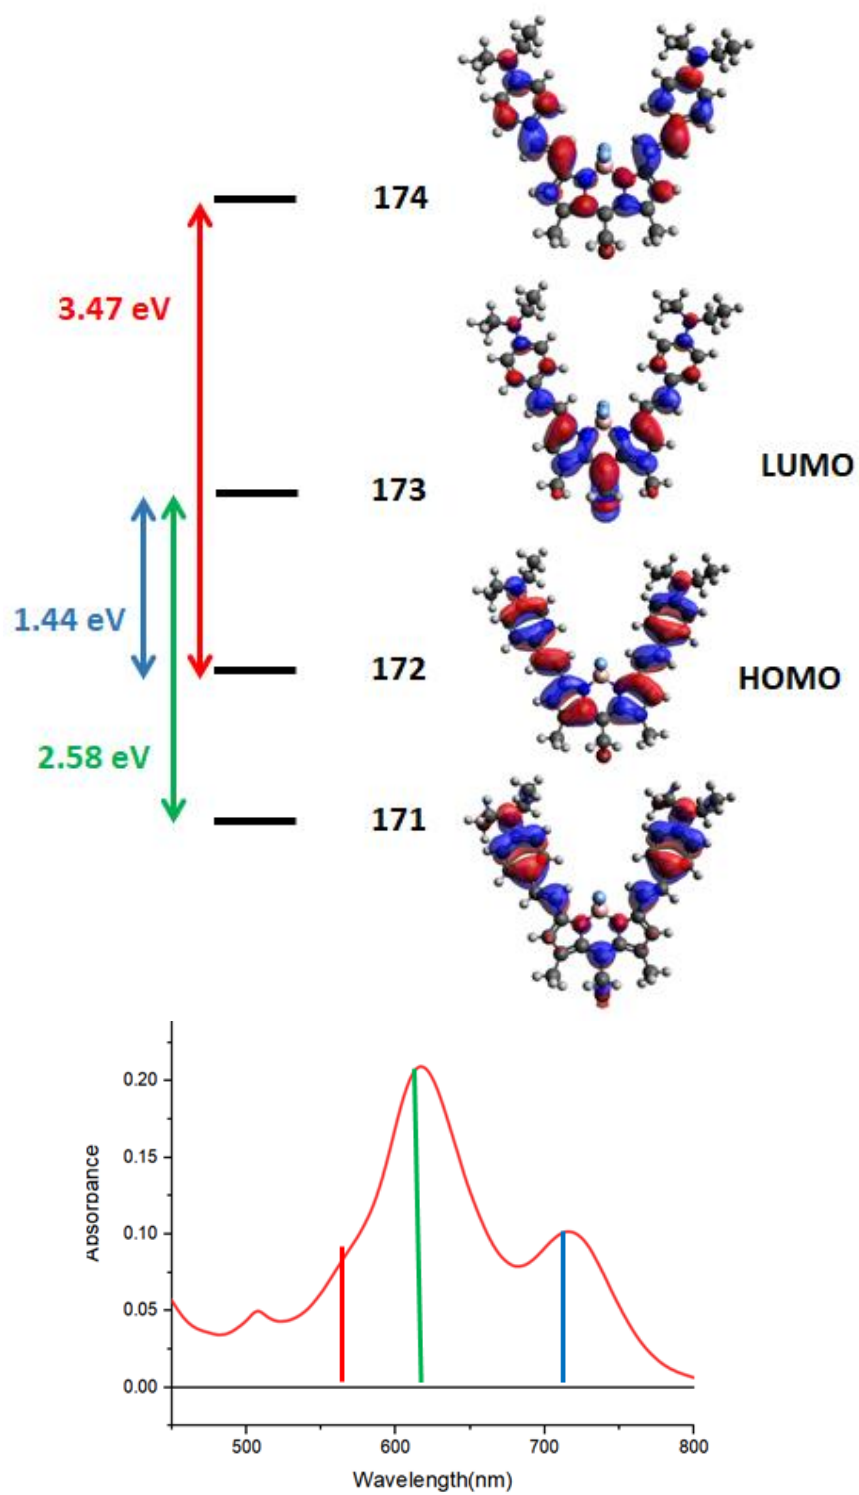 174
3.47 eV
173
LUMO
1.44 eV
172
HOMO
2.58 eV
171
0.20
0.15
0.10
0.05
0.00
Absorbance
500 600 700 800
Wavelength(nm)